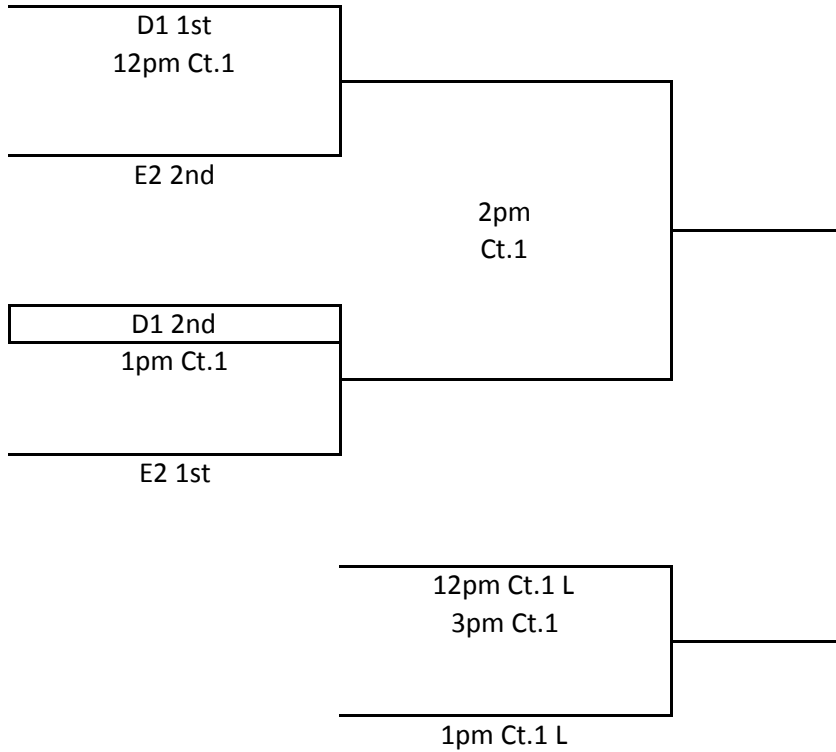 D1 1st
12pm Ct.1
E2 2nd
2pm
Ct.1
D1 2nd
1pm Ct.1
E2 1st
12pm Ct.1 L
3pm Ct.1
1pm Ct.1 L